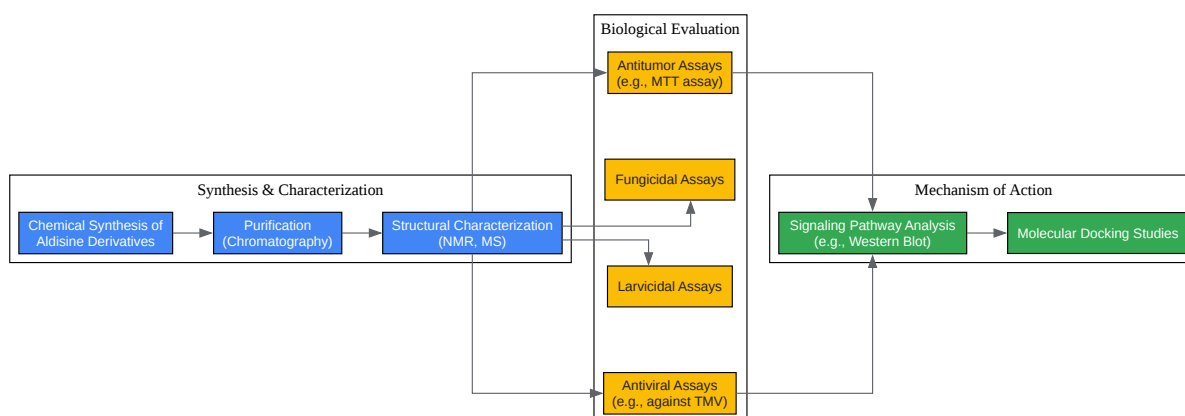 Biological Evaluation
Antitumor Assays
(e.g., MTT assay)
Fungicidal Assays
Synthesis & Characterization
Mechanism of Action
Chemical Synthesis of
Aldisine Derivatives
Purification
(Chromatography)
Structural Characterization
(NMR, MS)
Signaling Pathway Analysis
(e.g., Western Blot)
Molecular Docking Studies
Larvicidal Assays
Antiviral Assays
(e.g., against TMV)